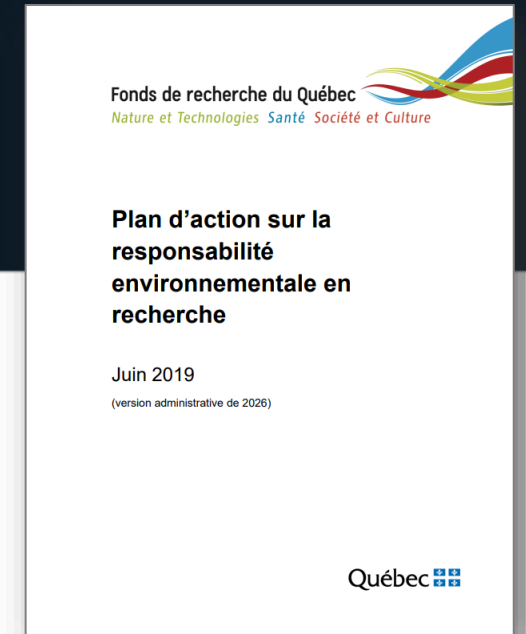 Fonds de recherche du Québec
Nature et Technologies Santé Société et Culture
Plan d’action sur la
responsabilité
environnementale en
recherche
Juin 2019
(version administrative de 2026)
Québec